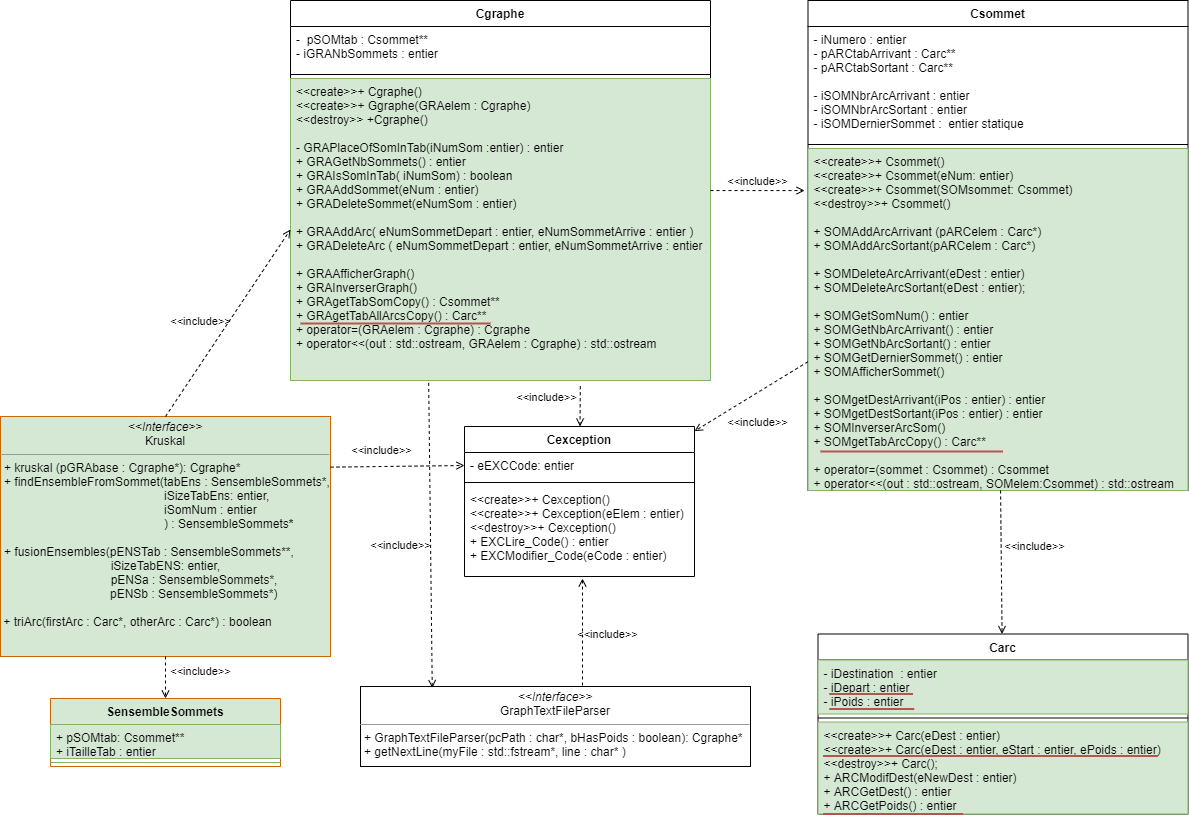 Cgraphe
-  pSOMtab : Csommet**
- iGRANbSommets : entier
<<create>>+ Cgraphe()
<<create>>+ Ggraphe(GRAelem : Cgraphe)
<<destroy>> +Cgraphe()
- GRAPlaceOfSomInTab(iNumSom :entier) : entier
+ GRAGetNbSommets() : entier
+ GRAIsSomInTab( iNumSom) : boolean
+ GRAAddSommet(eNum : entier)
+ GRADeleteSommet(eNumSom : entier)
+ GRAAddArc( eNumSommetDepart : entier, eNumSommetArrive : entier )
+ GRADeleteArc ( eNumSommetDepart : entier, eNumSommetArrive : entier
+ GRAAfficherGraph()
+ GRAInverserGraph()
+ GRAgetTabSomCopy() : Csommet**
+ GRAgetTabAllArcsCopy() : Carc**
+ operator=(GRAelem : Cgraphe) : Cgraphe
+ operator<<(out : std::ostream, GRAelem : Cgraphe) : std::ostream
Csommet
- iNumero : entier
- pARCtabArrivant : Carc**
- pARCtabSortant : Carc**
- iSOMNbrArcArrivant : entier
- iSOMNbrArcSortant : entier
- iSOMDernierSommet :  entier statique
<<create>>+ Csommet()
<<create>>+ Csommet(eNum: entier)
<<create>>+ Csommet(SOMsommet: Csommet)
<<destroy>>+ Csommet()
+ SOMAddArcArrivant (pARCelem : Carc*)
+ SOMAddArcSortant(pARCelem : Carc*)
+ SOMDeleteArcArrivant(eDest : entier)
+ SOMDeleteArcSortant(eDest : entier);
+ SOMGetSomNum() : entier
+ SOMGetNbArcArrivant() : entier
+ SOMGetNbArcSortant() : entier
+ SOMGetDernierSommet() : entier
+ SOMAfficherSommet()
+ SOMgetDestArrivant(iPos : entier) : entier
+ SOMgetDestSortant(iPos : entier) : entier
+ SOMInverserArcSom()
+ SOMgetTabArcCopy() : Carc**
+ operator=(sommet : Csommet) : Csommet
+ operator<<(out : std::ostream, SOMelem:Csommet) : std::ostream
<<include>>
<<include>>
<<include>>
<<include>>
<<Interface>>
Kruskal
+ kruskal (pGRAbase : Cgraphe*): Cgraphe*
+ findEnsembleFromSommet(tabEns : SensembleSommets*,
iSizeTabEns: entier,
iSomNum : entier
) : SensembleSommets*
+ fusionEnsembles(pENSTab : SensembleSommets**,
iSizeTabENS: entier,
pENSa : SensembleSommets*,
pENSb : SensembleSommets*)
+ triArc(firstArc : Carc*, otherArc : Carc*) : boolean
<<include>>
Cexception
- eEXCCode: entier
<<create>>+ Cexception()
<<create>>+ Cexception(eElem : entier)
<<destroy>>+ Cexception()
+ EXCLire_Code() : entier
+ EXCModifier_Code(eCode : entier)
<<include>>
<<include>>
<<include>>
<<include>>
SensembleSommets
+ pSOMtab: Csommet**
+ iTailleTab : entier
<<Interface>>
GraphTextFileParser
+ GraphTextFileParser(pcPath : char*, bHasPoids : boolean): Cgraphe*
+ getNextLine(myFile : std::fstream*, line : char* )
Carc
- iDestination  : entier
- iDepart : entier
- iPoids : entier
<<create>>+ Carc(eDest : entier)
<<create>>+ Carc(eDest : entier, eStart : entier, ePoids : entier)
<<destroy>>+ Carc();
+ ARCModifDest(eNewDest : entier)
+ ARCGetDest() : entier
+ ARCGetPoids() : entier